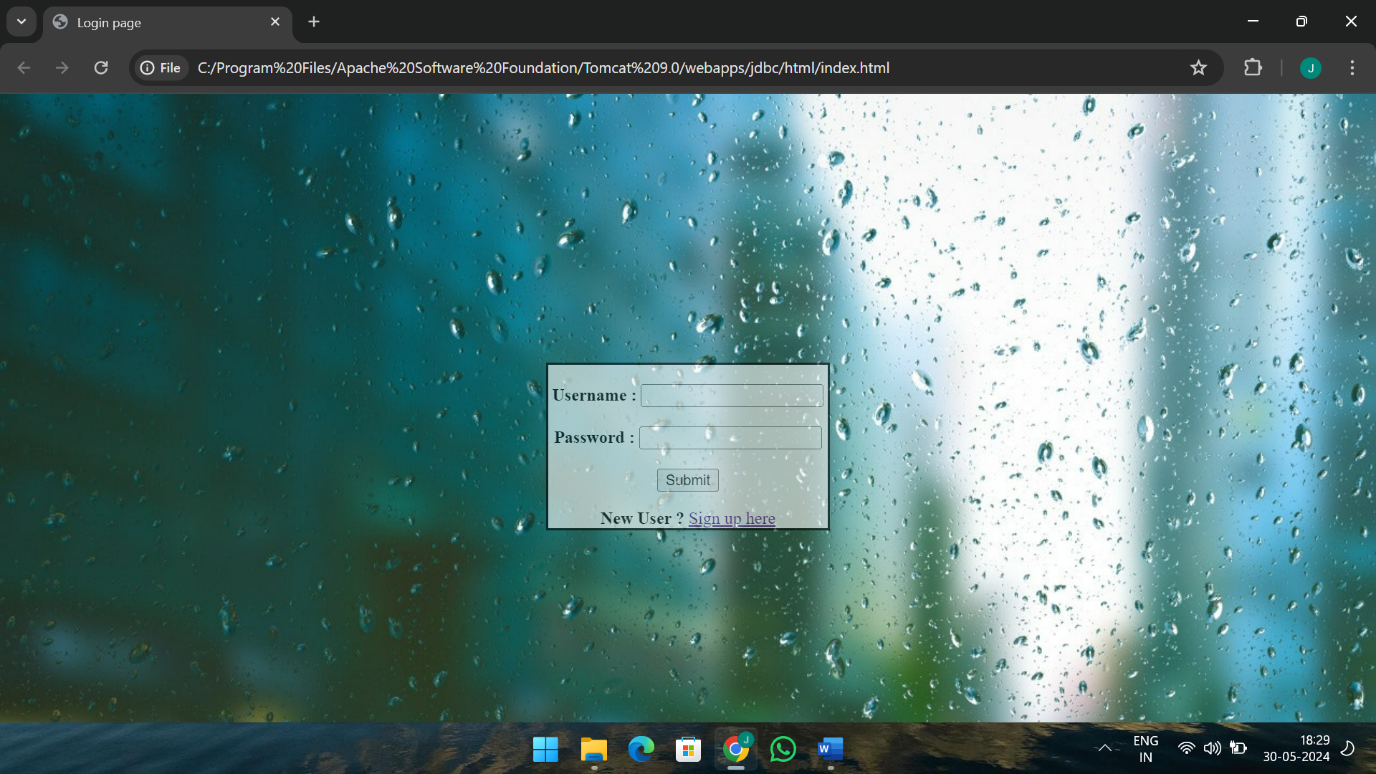 Login page
File
C:/Program%20Files/Apache%20Software%20Foundation/Tomcat%209.0/webapps/jdbc/html/index.html
J
Username :
Password :
Submit
New User ? Sign up here
J
W
ENG
IN
18:29
30-05-2024